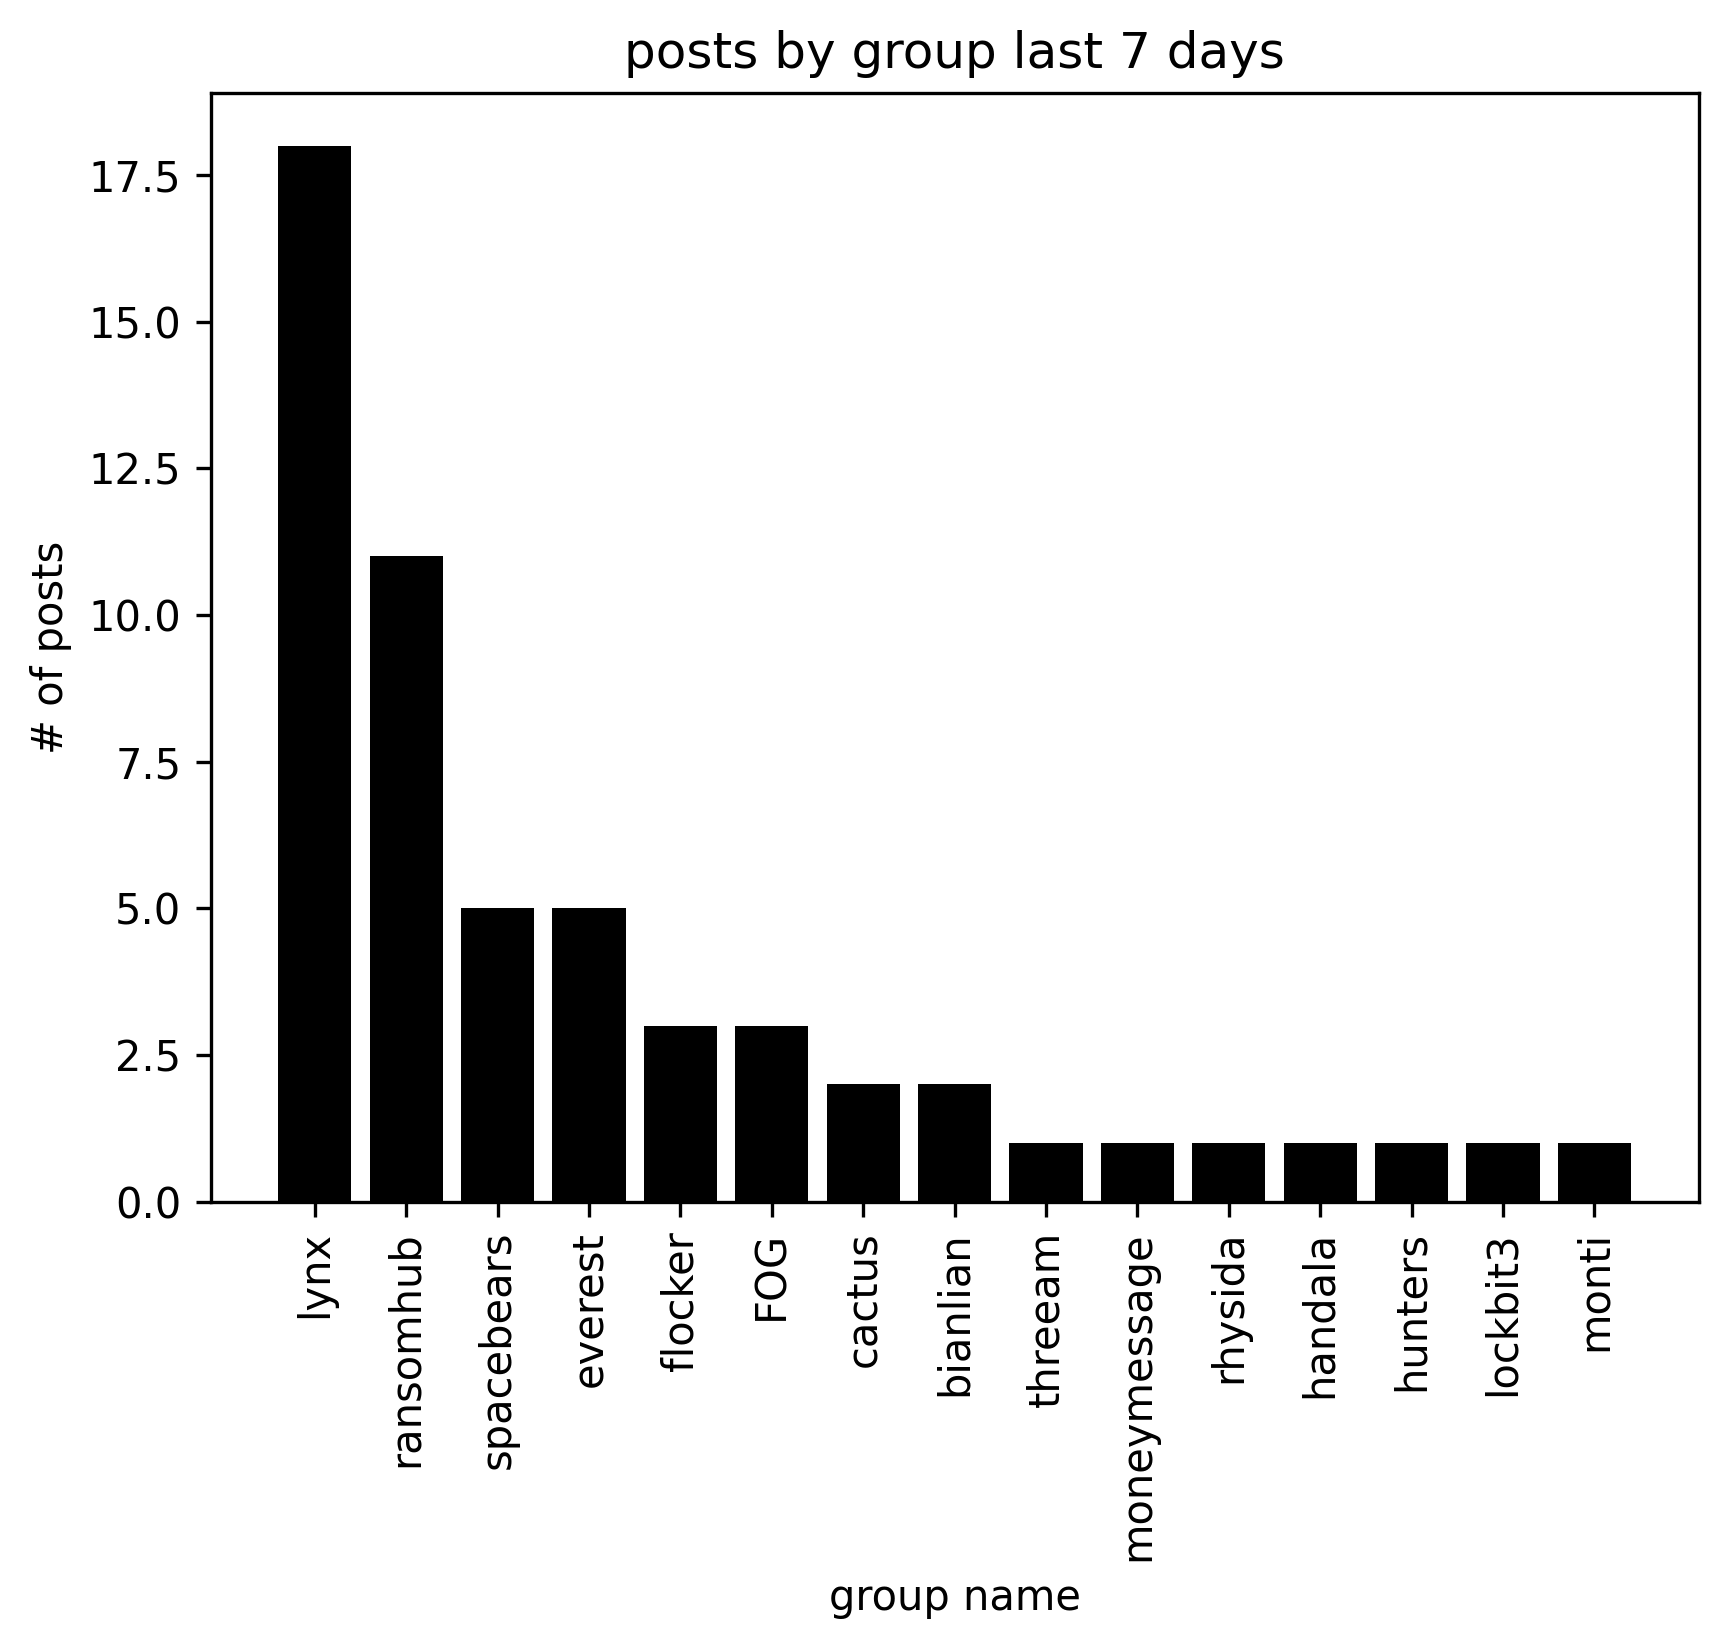 posts by group last 7 days
# of posts
17.5
15.0
12.5
10.0
7.5
5.0
2.5
0.0
lynx
ransomhub
spacebears
everest
flocker
FOG
cactus
bianlian
threeam
moneymessage
rhysida
handala
hunters
lockbit3
monti
group name